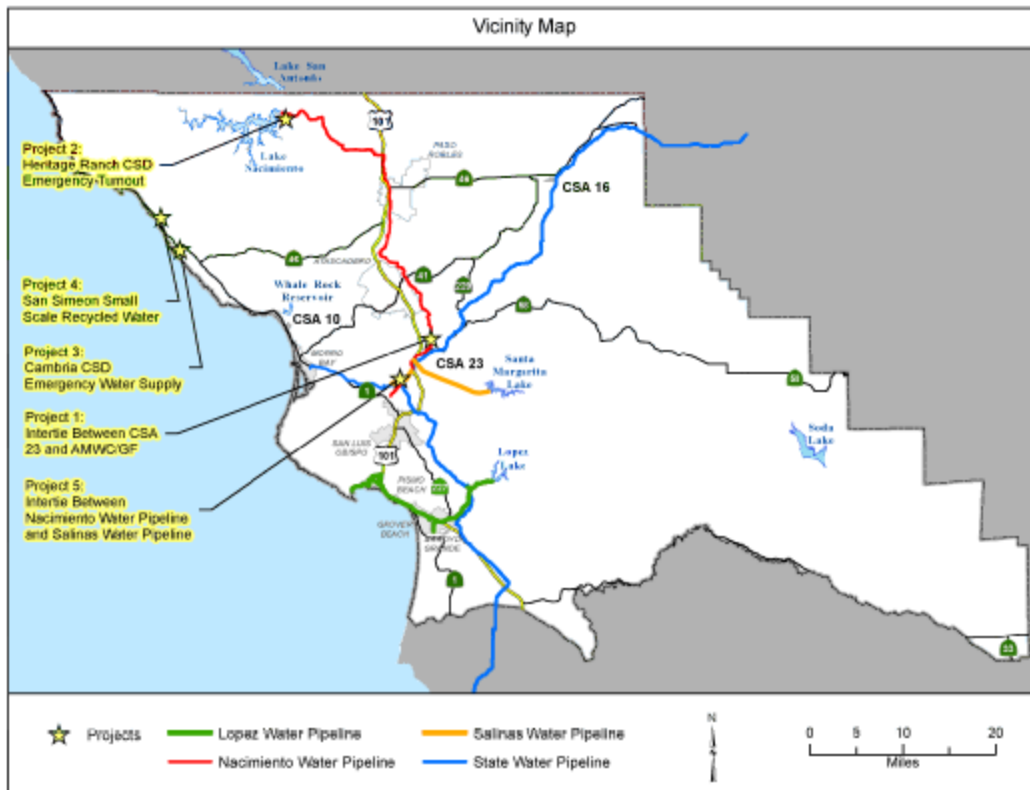 Vicinity Map
Lake San
Antonio
101
Project 2:
Heritage Ranch CSD
Emergency Turnout
Lake
Nacimiento
PASO
ROBLES
46
CSA 16
46
ATASCADERO
41
229
58
Project 4:
San Simeon Small
Scale Recycled Water
Whale Rock
Reservoir
CSA 10
MORRO
BAY
Project 3:
Cambria CSD
Emergency Water Supply
CSA 23
Santa
Margarita
Lake
58
1
Project 1:
Intertie Between CSA
23 and AMWC/GF
Soda
Lake
SAN LUIS
OBISPO
101
Lopez
Lake
Project 5:
Intertie Between
Nacimiento Water Pipeline
and Salinas Water Pipeline
PISMO
BEACH
227
GROVER
BEACH
ARROYO
GRANDE
1
33
Projects
Lopez Water Pipeline
Salinas Water Pipeline
Nacimiento Water Pipeline
State Water Pipeline
N
0 5 10 20
Miles